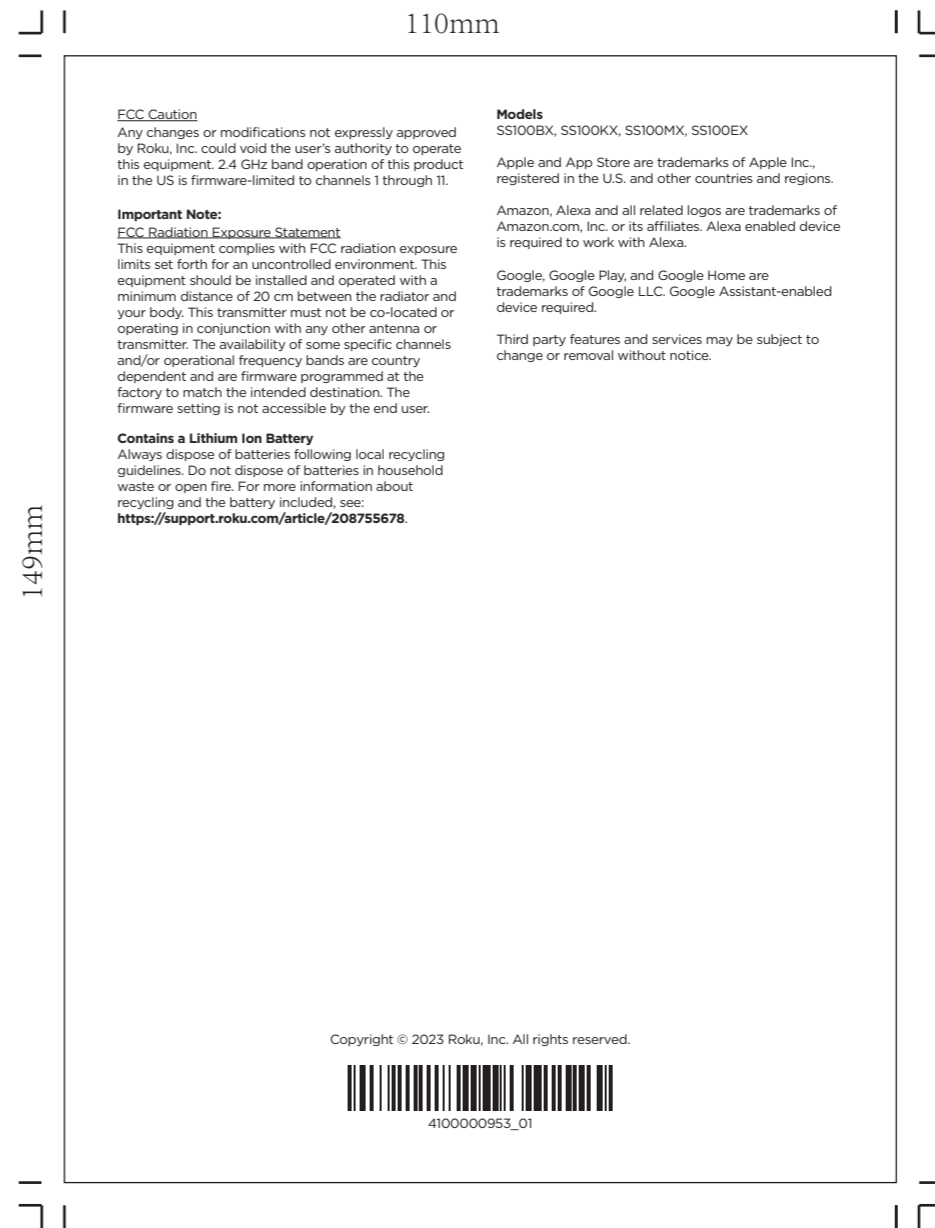 110mm
149mm
FCC Caution
Any changes or modifications not expressly approved
by Roku, Inc. could void the user’s authority to operate
this equipment. 2.4 GHz band operation of this product
in the US is firmware-limited to channels 1 through 11.
Important Note:
FCC Radiation Exposure Statement
This equipment complies with FCC radiation exposure
limits set forth for an uncontrolled environment. This
equipment should be installed and operated with a
minimum distance of 20 cm between the radiator and
your body. This transmitter must not be co-located or
operating in conjunction with any other antenna or
transmitter. The availability of some specific channels
and/or operational frequency bands are country
dependent and are firmware programmed at the
factory to match the intended destination. The
firmware setting is not accessible by the end user.
Contains a Lithium Ion Battery
Always dispose of batteries following local recycling
guidelines. Do not dispose of batteries in household
waste or open fire. For more information about
recycling and the battery included, see:
https://support.roku.com/article/208755678.
Models
SS100BX, SS100KX, SS100MX, SS100EX
Apple and App Store are trademarks of Apple Inc.,
registered in the U.S. and other countries and regions.
Amazon, Alexa and all related logos are trademarks of
Amazon.com, Inc. or its affiliates. Alexa enabled device
is required to work with Alexa.
Google, Google Play, and Google Home are
trademarks of Google LLC. Google Assistant-enabled
device required.
Third party features and services may be subject to
change or removal without notice.
Copyright © 2023 Roku, Inc. All rights reserved.
4100000953_01